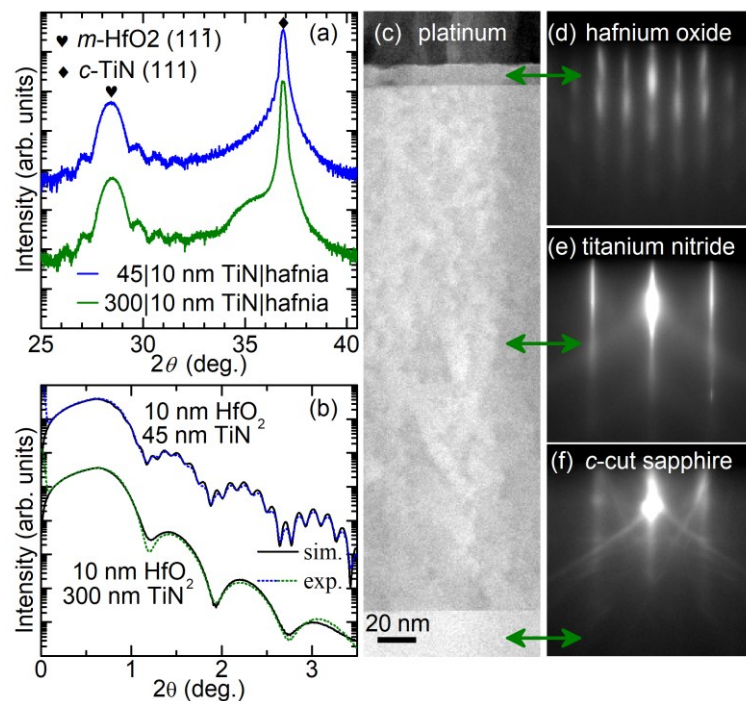 (a)
♥ m-HfO2 (111̄)
♦ c-TiN (111)
♦
♥
Intensity (arb. units)
45|10 nm TiN|hafnia
300|10 nm TiN|hafnia
25 30 35 40
2θ (deg.)
(b)
10 nm HfO₂
45 nm TiN
Intensity (arb. units)
sim.
exp.
10 nm HfO₂
300 nm TiN
0 1 2 3
2θ (deg.)
(c) platinum
20 nm
(d)
hafnium oxide
(e)
titanium nitride
(f) c-cut sapphire